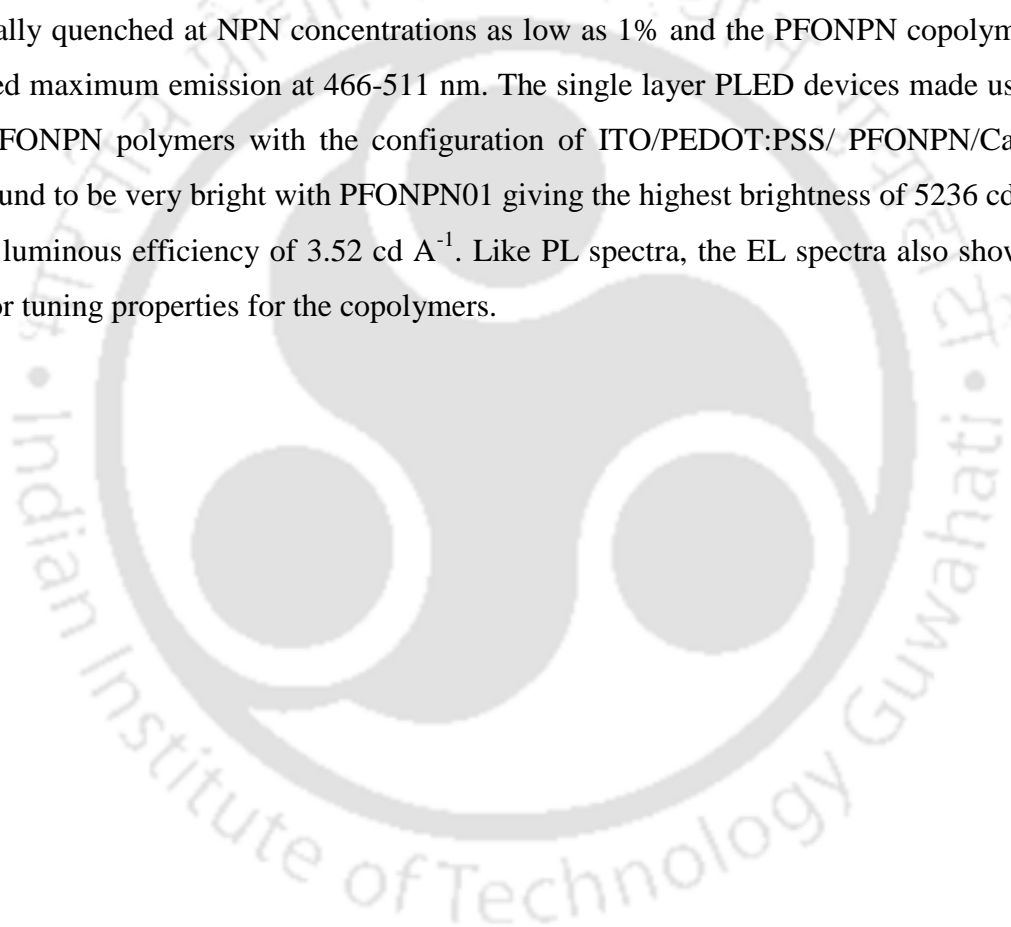 ally quenched at NPN concentrations as low as 1% and the PFONPN copolym
ed maximum emission at 466-511 nm. The single layer PLED devices made us
FONPN polymers with the configuration of ITO/PEDOT:PSS/ PFONPN/Ca
und to be very bright with PFONPN01 giving the highest brightness of 5236 cd
luminous efficiency of 3.52 cd A⁻¹. Like PL spectra, the EL spectra also show
or tuning properties for the copolymers.
Indian Institute of Technology Guwahati